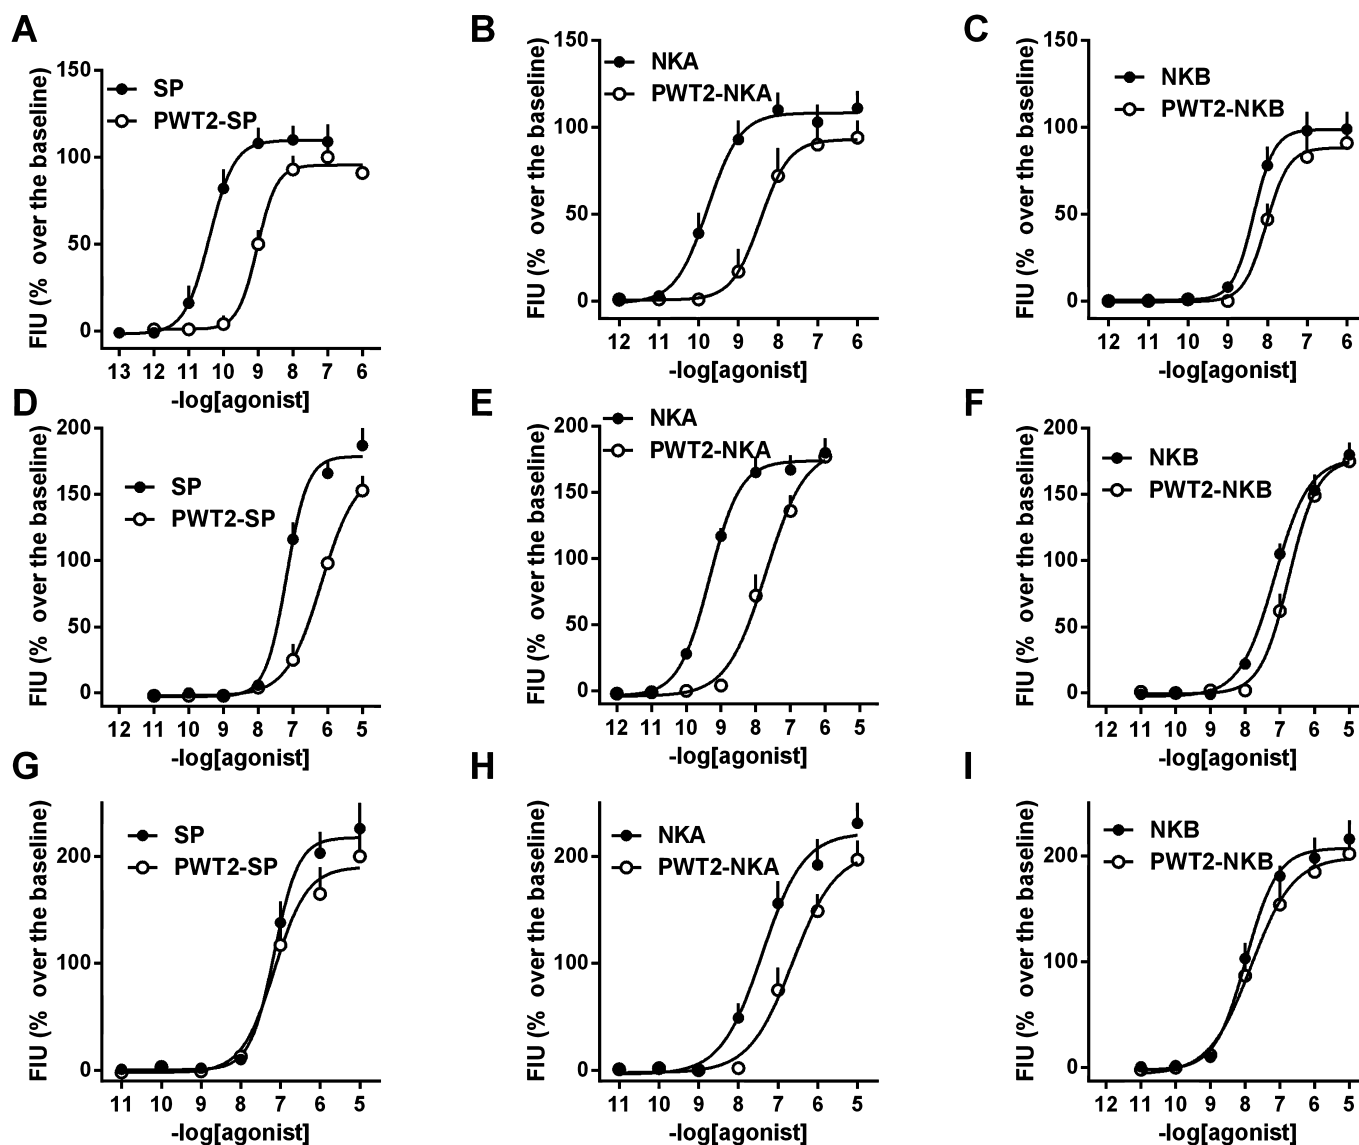 A
FIU (% over the baseline)
150
100
50
0
SP
PWT2-SP
13 12 11 10 9 8 7 6
-log[agonist]
B
FIU (% over the baseline)
150
100
50
0
NKA
PWT2-NKA
12 11 10 9 8 7 6
-log[agonist]
C
FIU (% over the baseline)
150
100
50
0
NKB
PWT2-NKB
12 11 10 9 8 7 6
-log[agonist]
D
FIU (% over the baseline)
200
150
100
50
0
SP
PWT2-SP
12 11 10 9 8 7 6 5
-log[agonist]
E
FIU (% over the baseline)
200
150
100
50
0
NKA
PWT2-NKA
12 11 10 9 8 7 6 5
-log[agonist]
F
FIU (% over the baseline)
200
150
100
50
0
NKB
PWT2-NKB
12 11 10 9 8 7 6 5
-log[agonist]
G
FIU (% over the baseline)
200
100
0
SP
PWT2-SP
11 10 9 8 7 6 5
-log[agonist]
H
FIU (% over the baseline)
200
100
0
NKA
PWT2-NKA
11 10 9 8 7 6 5
-log[agonist]
I
FIU (% over the baseline)
200
100
0
NKB
PWT2-NKB
12 11 10 9 8 7 6 5
-log[agonist]